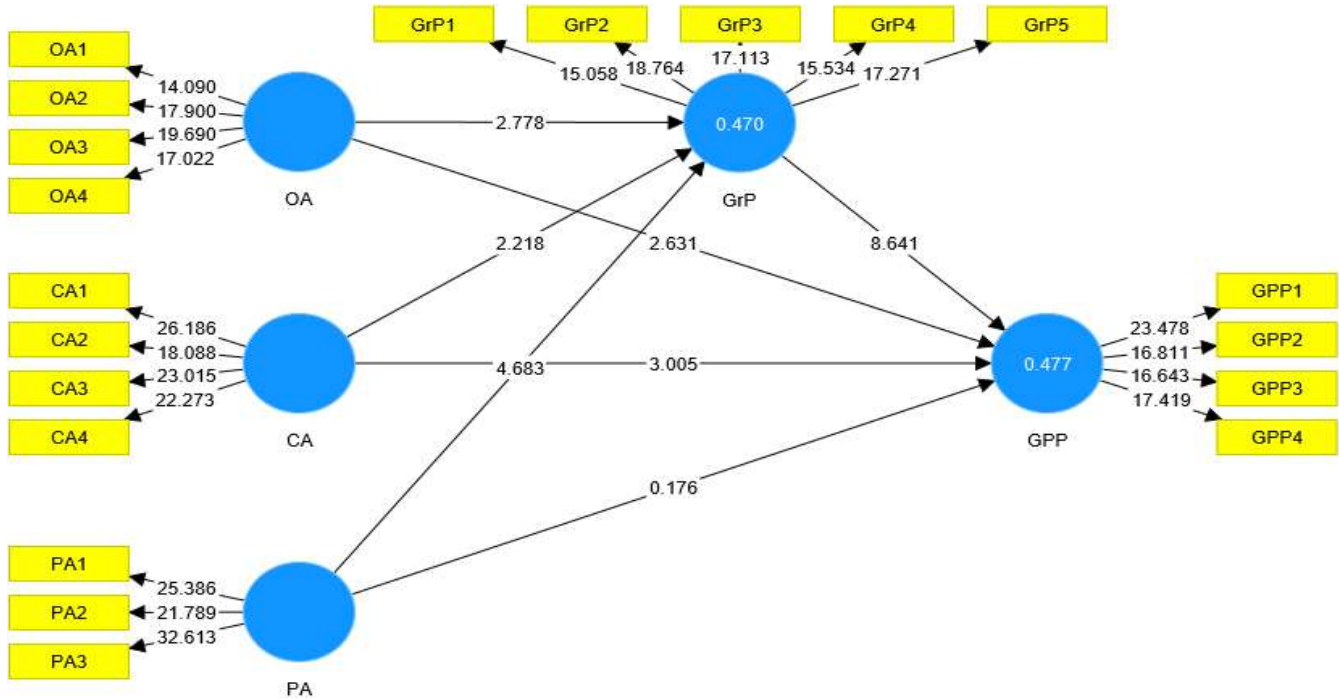 GrP1
GrP2
GrP3
GrP4
GrP5
15.058
18.764
17.113
15.534
17.271
OA1
OA2
OA3
OA4
14.090
17.900
19.690
17.022
OA
2.778
0.470
GrP
2.218
2.631
8.641
CA1
CA2
CA3
CA4
26.186
18.088
23.015
22.273
CA
4.683
3.005
0.477
GPP
GPP1
GPP2
GPP3
GPP4
23.478
16.811
16.643
17.419
0.176
PA1
PA2
PA3
25.386
21.789
32.613
PA